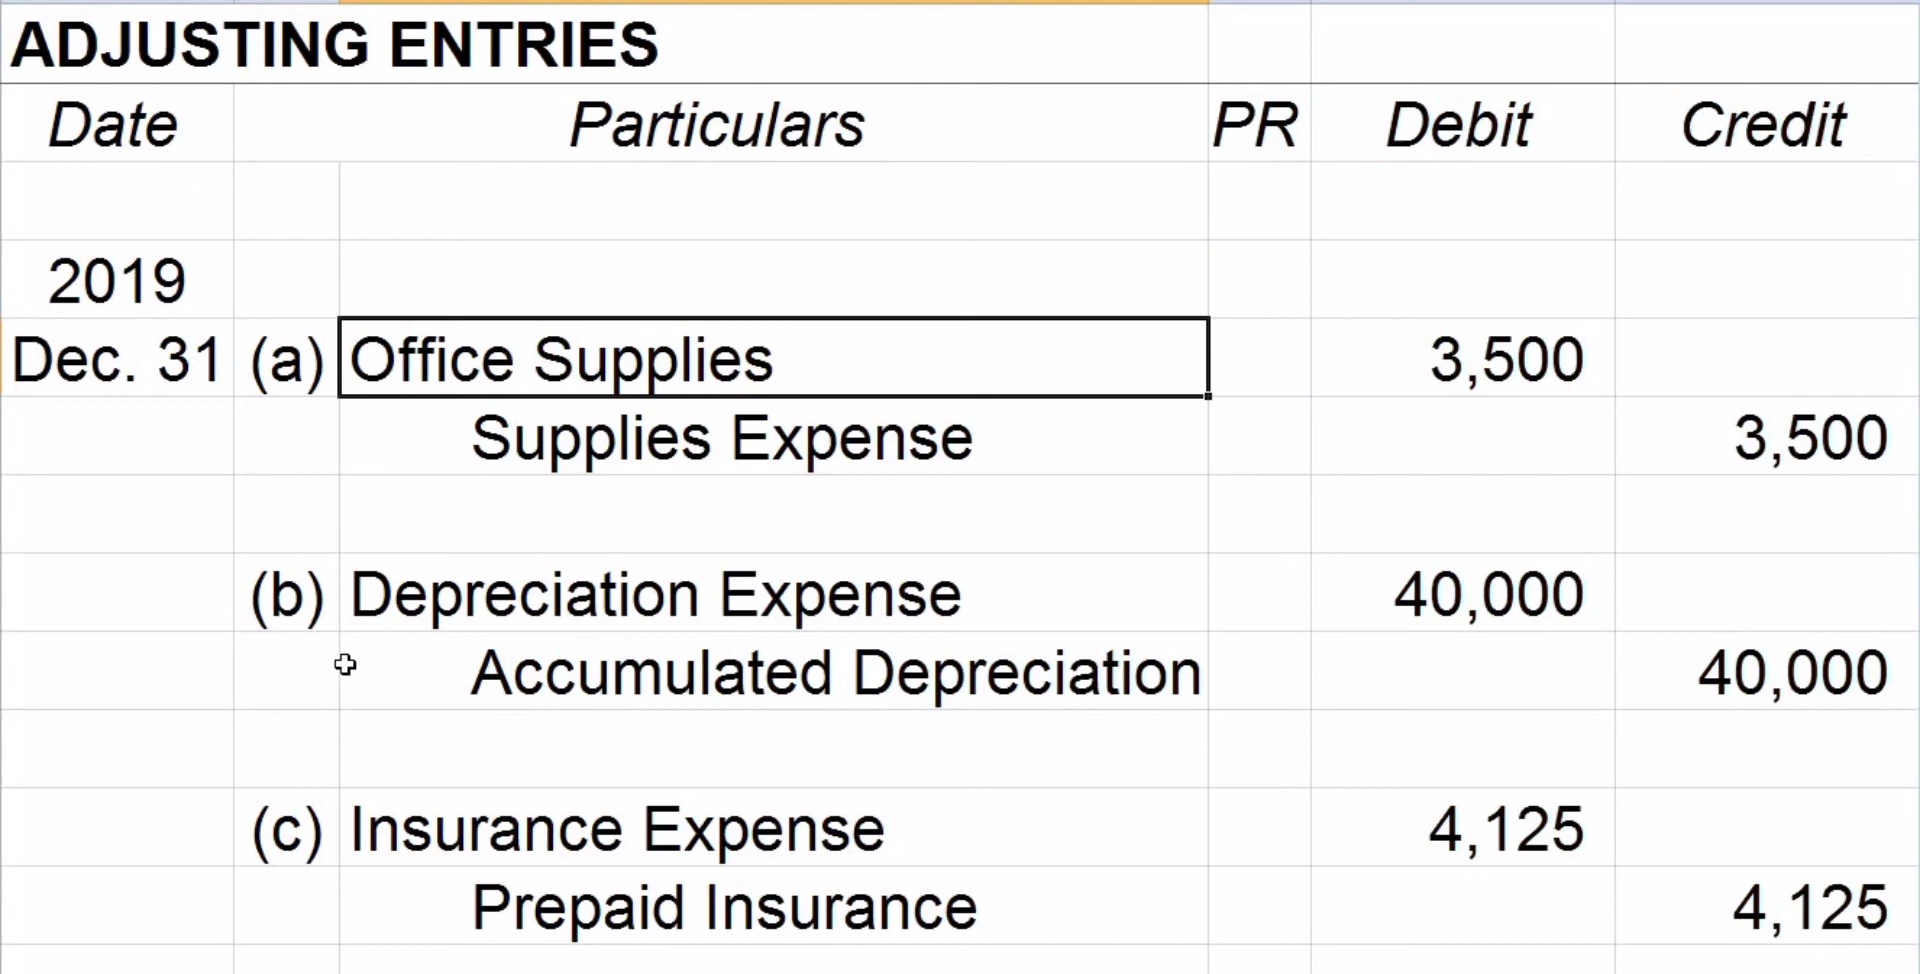 ADJUSTING ENTRIES
Date Particulars PR Debit Credit
2019
Dec. 31 (a) Office Supplies 3,500
Supplies Expense 3,500
(b) Depreciation Expense 40,000
Accumulated Depreciation 40,000
(c) Insurance Expense 4,125
Prepaid Insurance 4,125